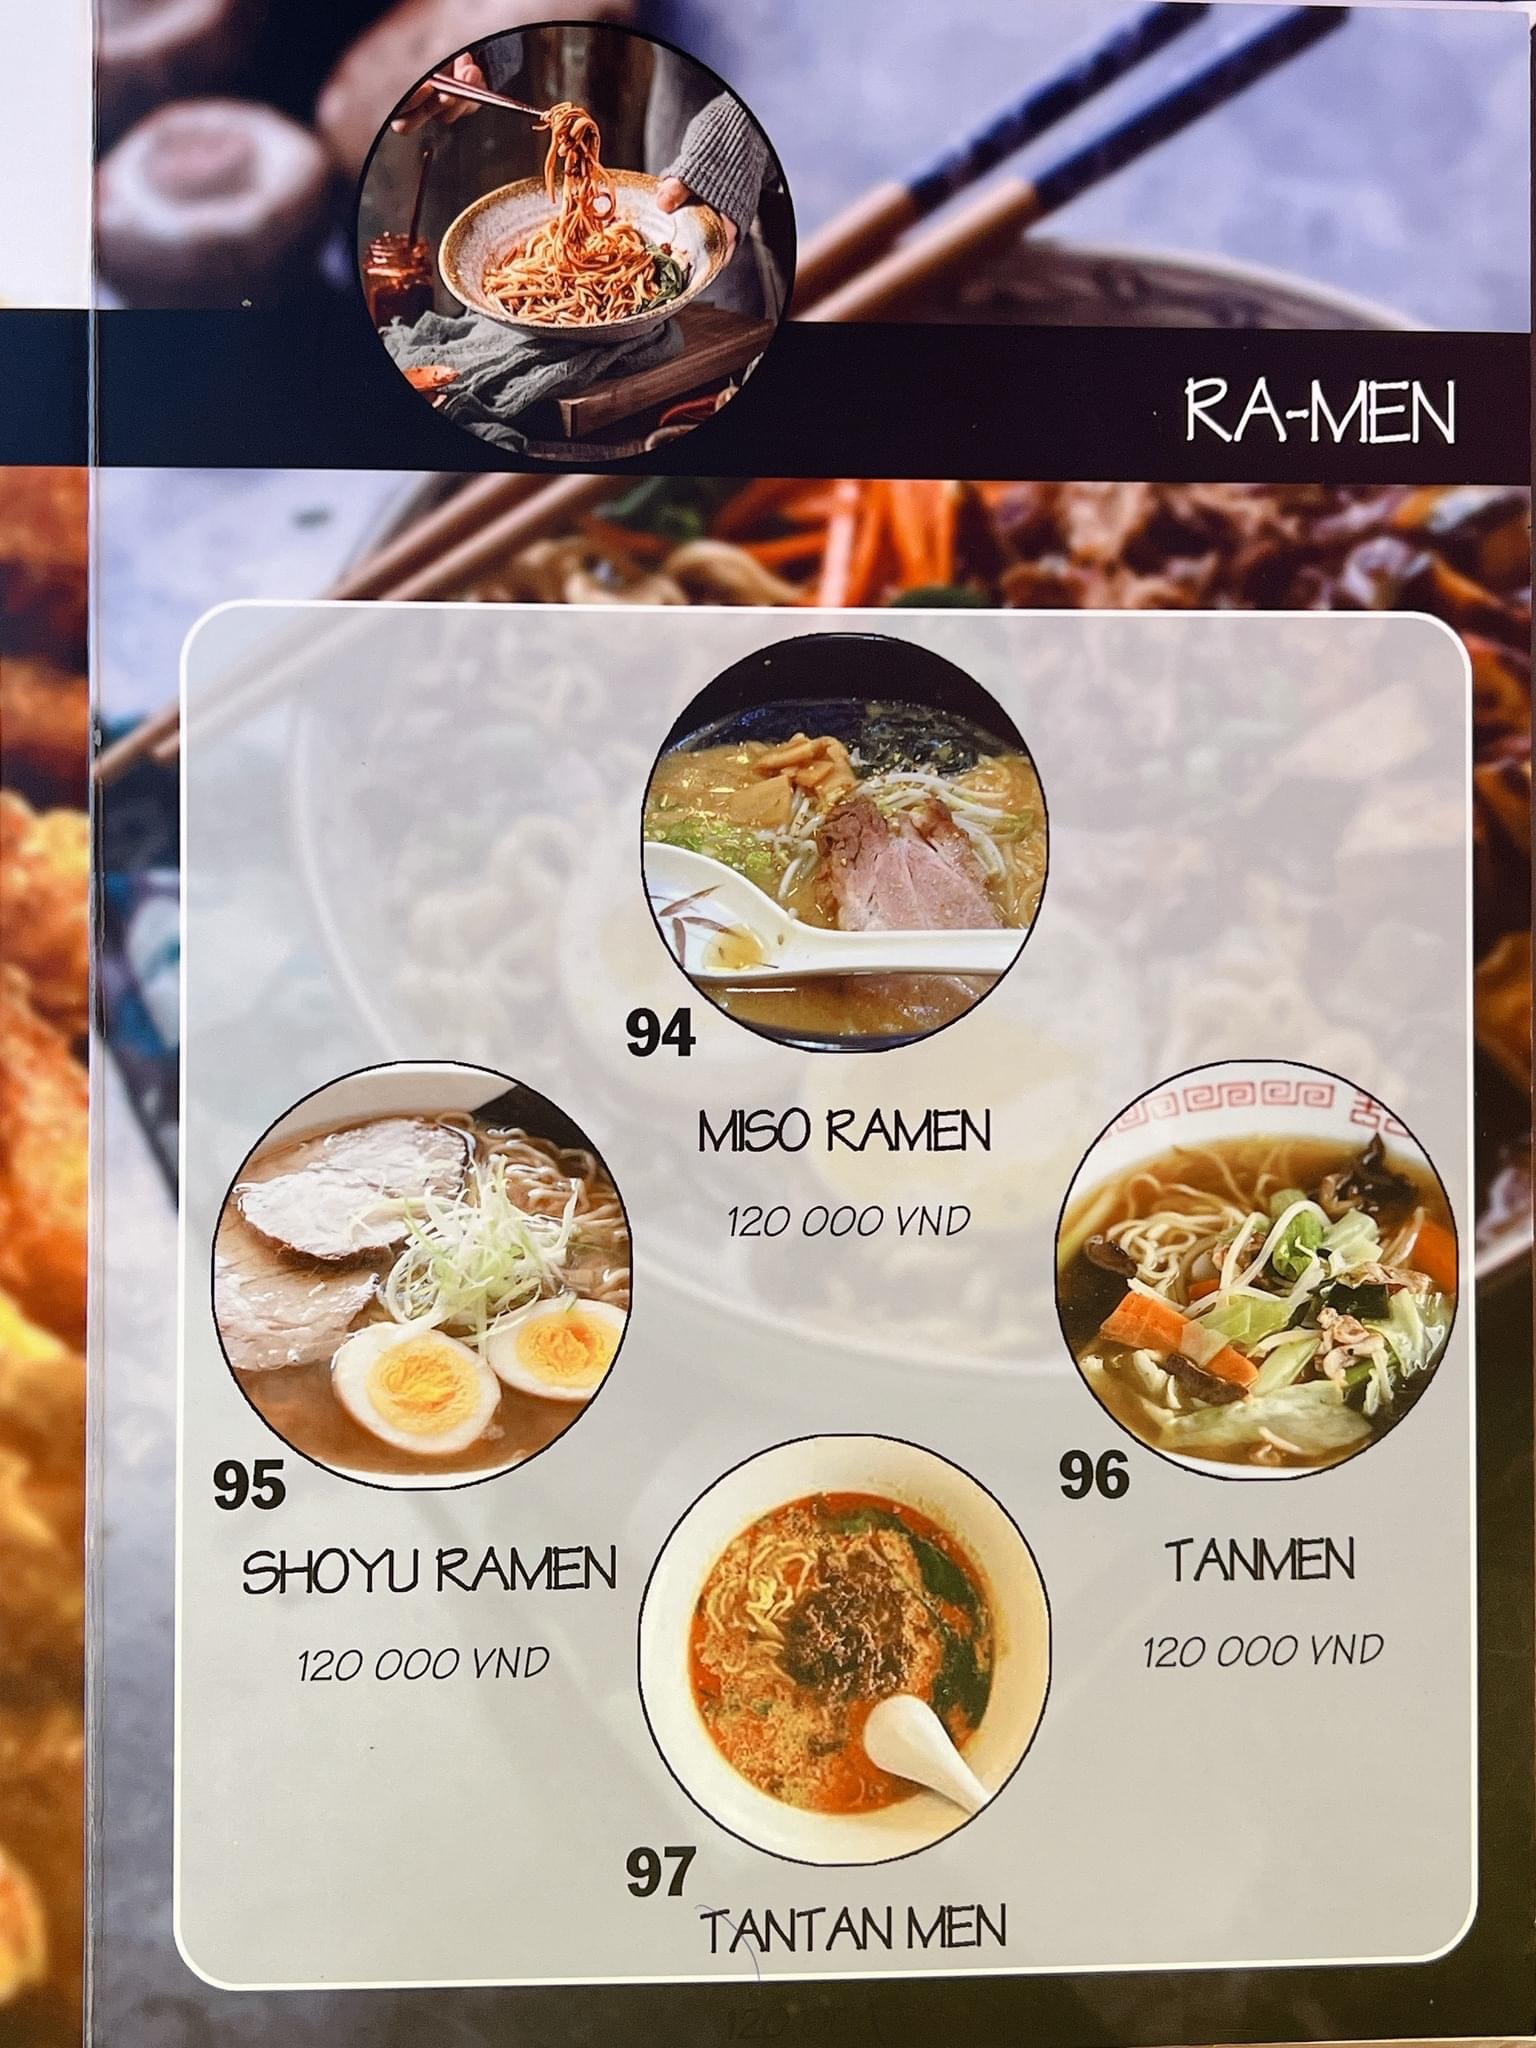 RA-MEN
94
MISO RAMEN
120 000 VND
95
SHOYU RAMEN
120 000 VND
96
TANMEN
120 000 VND
97
TANTAN MEN
120